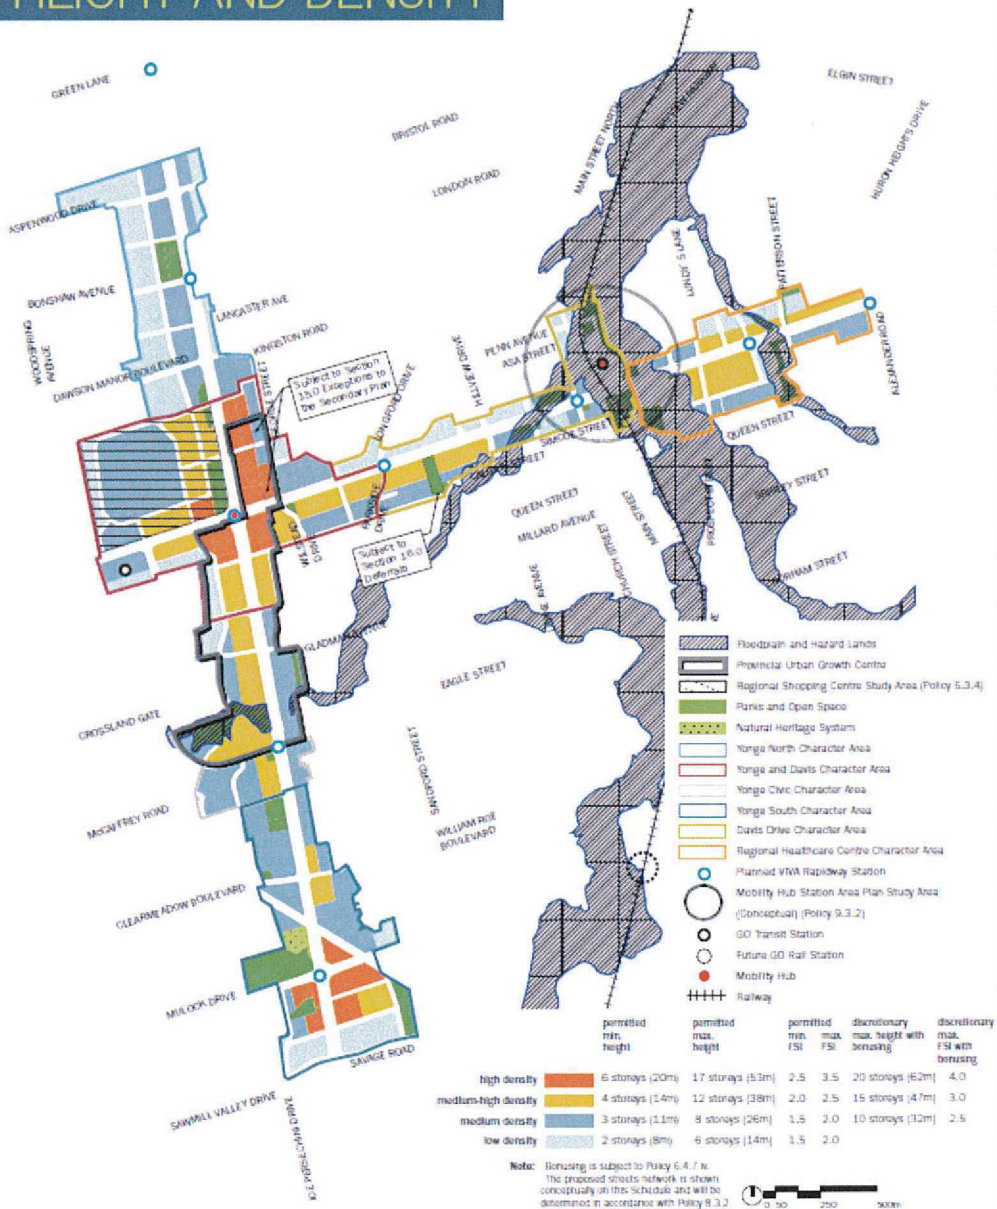 HEIGHT AND DENSITY
GREEN LANE
ELGIN STREET
BRISTOL ROAD
MAIN STREET NORTH
HURON HEIGHTS DRIVE
LONDON ROAD
ASPENWOOD DRIVE
PATTERSON STREET
LUNDY'S LANE
BONSHAW AVENUE
LANCASTER AVE
WOODSPRING
AVENUE
KINGSTON ROAD
PENN AVENUE
ASA STREET
HILLVIEW DRIVE
ALEXANDER ROAD
DAWSON MANOR BOULEVARD
Subject to Section
15.0 Exceptions to
the Secondary Plan
LONGFORD DRIVE
SIMCOE STREET
QUEEN STREET
QUEEN STREET
MILLARD AVENUE
MAIN STREET
CHURCH STREET
PROSPECT STREET
Subject to
Section 16.0
Deferrals
EAGLE STREET
CROSSLAND GATE
SANDFORD STREET
McCAFFREY ROAD
WILLIAM ROE
BOULEVARD
CLEARMEADOW BOULEVARD
MULOCK DRIVE
SAVAGE ROAD
SAWMILL VALLEY DRIVE
JOE PERSECHINI DRIVE
Floodplain and Hazard Lands
Provincial Urban Growth Centre
Regional Shopping Centre Study Area (Policy 5.3.4)
Parks and Open Space
Natural Heritage System
Yonge North Character Area
Yonge and Davis Character Area
Yonge Civic Character Area
Yonge South Character Area
Davis Drive Character Area
Regional Healthcare Centre Character Area
Planned VIVA Rapidway Station
Mobility Hub Station Area Plan Study Area
(Conceptual) (Policy 9.3.2)
GO Transit Station
Future GO Rail Station
Mobility Hub
Railway
permitted min. height permitted max. height permitted min. FSI max. FSI discretionary max. height with bonusing discretionary max. FSI with bonusing
high density 6 storeys (20m) 17 storeys (53m) 2.5 3.5 20 storeys (62m) 4.0
medium-high density 4 storeys (14m) 12 storeys (38m) 2.0 2.5 15 storeys (47m) 3.0
medium density 3 storeys (11m) 8 storeys (26m) 1.5 2.0 10 storeys (32m) 2.5
low density 2 storeys (8m) 6 storeys (14m) 1.5 2.0
Note: Bonusing is subject to Policy 6.4.7 iv.
The proposed streets network is shown
conceptually on this Schedule and will be
determined in accordance with Policy 8.3.2
0 50 250 500m